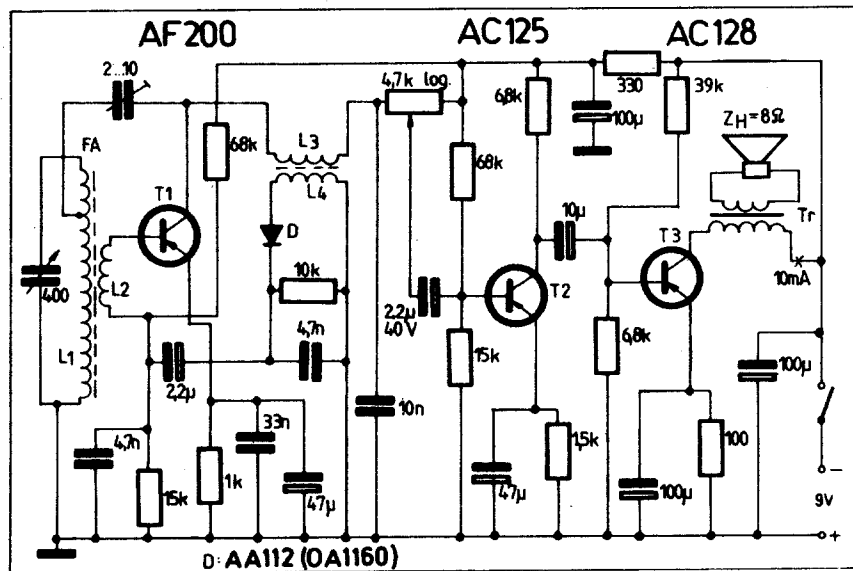 AF200 AC125 AC128
2...10
4,7k log.
6,8k
330
39k
100µ
Z_H=8Ω
FA
68k
L3
L4
68k
T1
10µ
Tr
D
T3
400
L2
10k
T2
10mA
2,2µ
40V
4,7n
L1
15k
6,8k
2,2µ
100µ
10n
33n
4,7n
1,5k
100
15k
1k
47µ
47µ
100µ
−
9V
+
D: AA112 (OA1160)